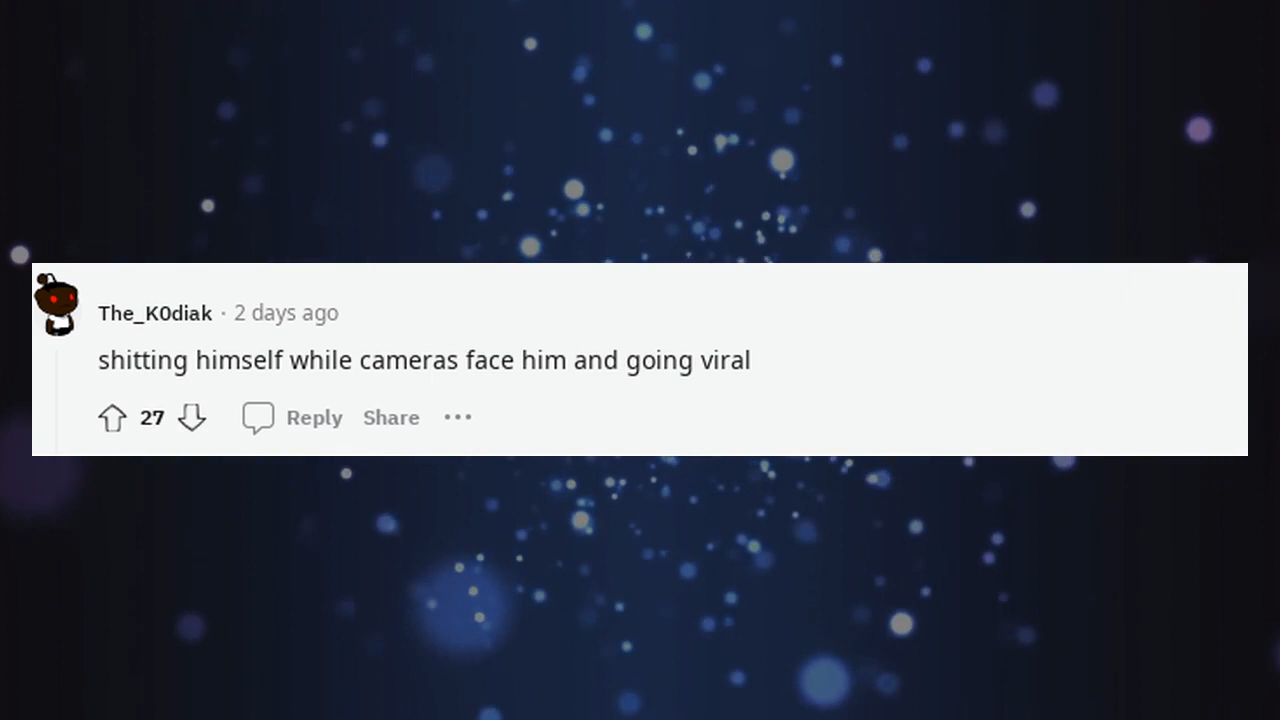 The_K0diak · 2 days ago
shitting himself while cameras face him and going viral
27 Reply Share ···